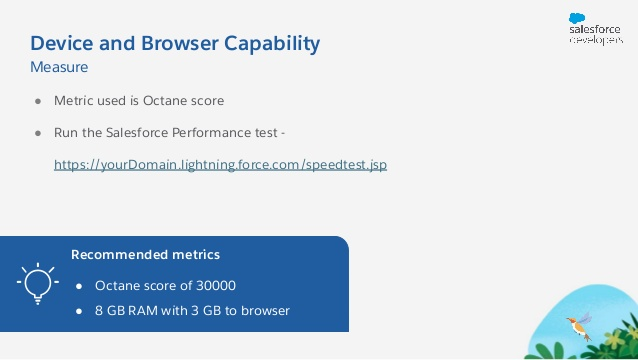 Device and Browser Capability
salesforce
developers
Measure
● Metric used is Octane score
● Run the Salesforce Performance test -
https://yourDomain.lightning.force.com/speedtest.jsp
Recommended metrics
● Octane score of 30000
● 8 GB RAM with 3 GB to browser